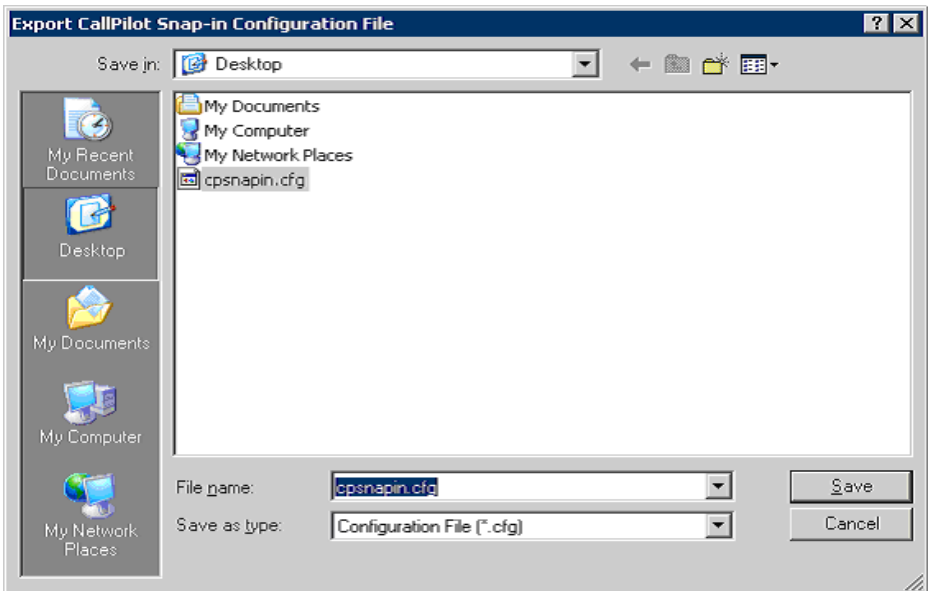 Export CallPilot Snap-in Configuration File
Save in: Desktop
My Recent
Documents
Desktop
My Documents
My Computer
My Network
Places
My Documents
My Computer
My Network Places
cpsnapin.cfg
File name: cpsnapin.cfg Save
Save as type: Configuration File (*.cfg) Cancel